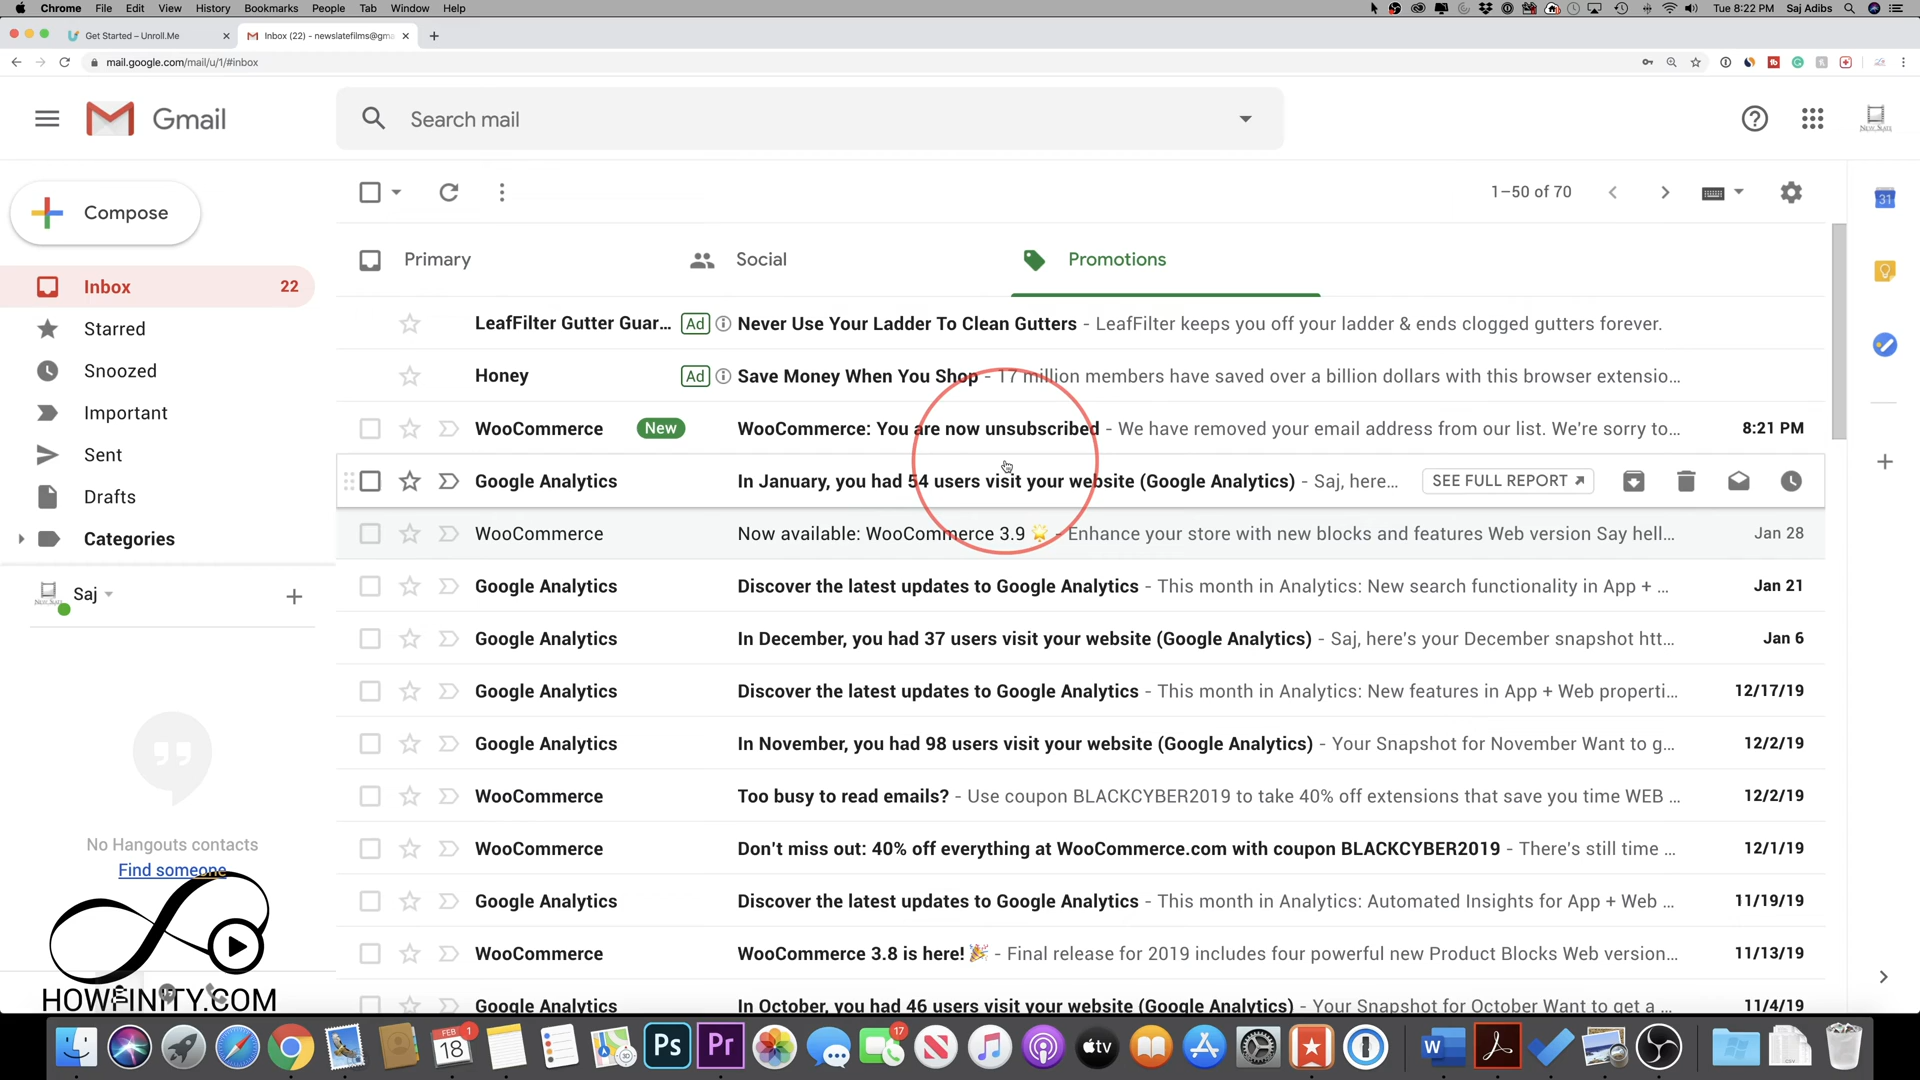 Chrome File Edit View History Bookmarks People Tab Window Help
Tue 8:22 PM Saj Adibs
Get Started – Unroll.Me
Inbox (22) - newslatefilms@gma
mail.google.com/mail/u/1/#inbox
Gmail
Search mail
Compose
1–50 of 70
31
Primary Social Promotions
Inbox 22
Starred
Snoozed
Important
Sent
Drafts
Categories
Saj
No Hangouts contacts
Find someone
LeafFilter Gutter Guar... Ad Never Use Your Ladder To Clean Gutters - LeafFilter keeps you off your ladder & ends clogged gutters forever.
Honey Ad Save Money When You Shop - 17 million members have saved over a billion dollars with this browser extensio...
WooCommerce New WooCommerce: You are now unsubscribed - We have removed your email address from our list. We're sorry to... 8:21 PM
Google Analytics In January, you had 54 users visit your website (Google Analytics) - Saj, here... SEE FULL REPORT
WooCommerce Now available: WooCommerce 3.9 🌟 - Enhance your store with new blocks and features Web version Say hell... Jan 28
Google Analytics Discover the latest updates to Google Analytics - This month in Analytics: New search functionality in App + ... Jan 21
Google Analytics In December, you had 37 users visit your website (Google Analytics) - Saj, here's your December snapshot htt... Jan 6
Google Analytics Discover the latest updates to Google Analytics - This month in Analytics: New features in App + Web properti... 12/17/19
Google Analytics In November, you had 98 users visit your website (Google Analytics) - Your Snapshot for November Want to g... 12/2/19
WooCommerce Too busy to read emails? - Use coupon BLACKCYBER2019 to take 40% off extensions that save you time WEB ... 12/2/19
WooCommerce Don't miss out: 40% off everything at WooCommerce.com with coupon BLACKCYBER2019 - There's still time ... 12/1/19
Google Analytics Discover the latest updates to Google Analytics - This month in Analytics: Automated Insights for App + Web ... 11/19/19
WooCommerce WooCommerce 3.8 is here! 🎉 - Final release for 2019 includes four powerful new Product Blocks Web version... 11/13/19
Google Analytics In October, you had 46 users visit your website (Google Analytics) - Your Snapshot for October Want to get a ... 11/4/19
HOWFINITY.COM
FEB 1
18
Ps
Pr
17
tv
W